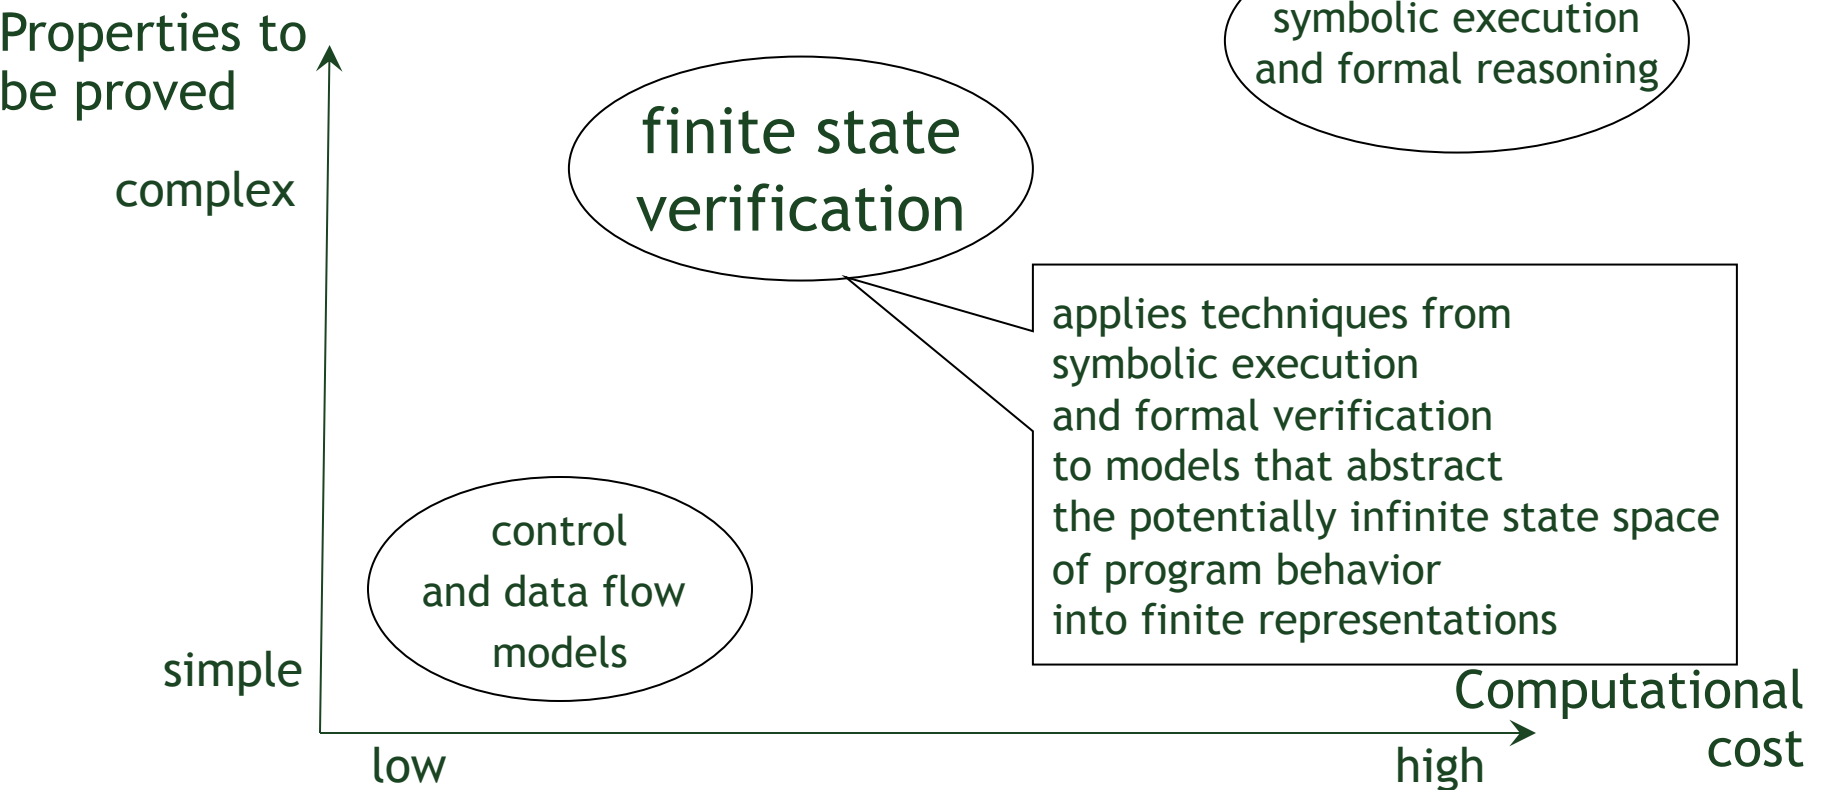 Properties to
be proved
symbolic execution
and formal reasoning
finite state
verification
complex
applies techniques from
symbolic execution
and formal verification
to models that abstract
the potentially infinite state space
of program behavior
into finite representations
control
and data flow
models
simple
Computational
cost
low
high